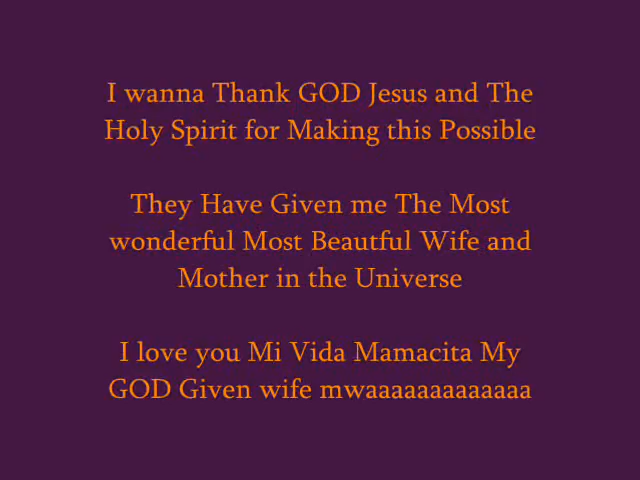 I wanna Thank GOD Jesus and The
Holy Spirit for Making this Possible
They Have Given me The Most
wonderful Most Beautful Wife and
Mother in the Universe
I love you Mi Vida Mamacita My
GOD Given wife mwaaaaaaaaaaaaa